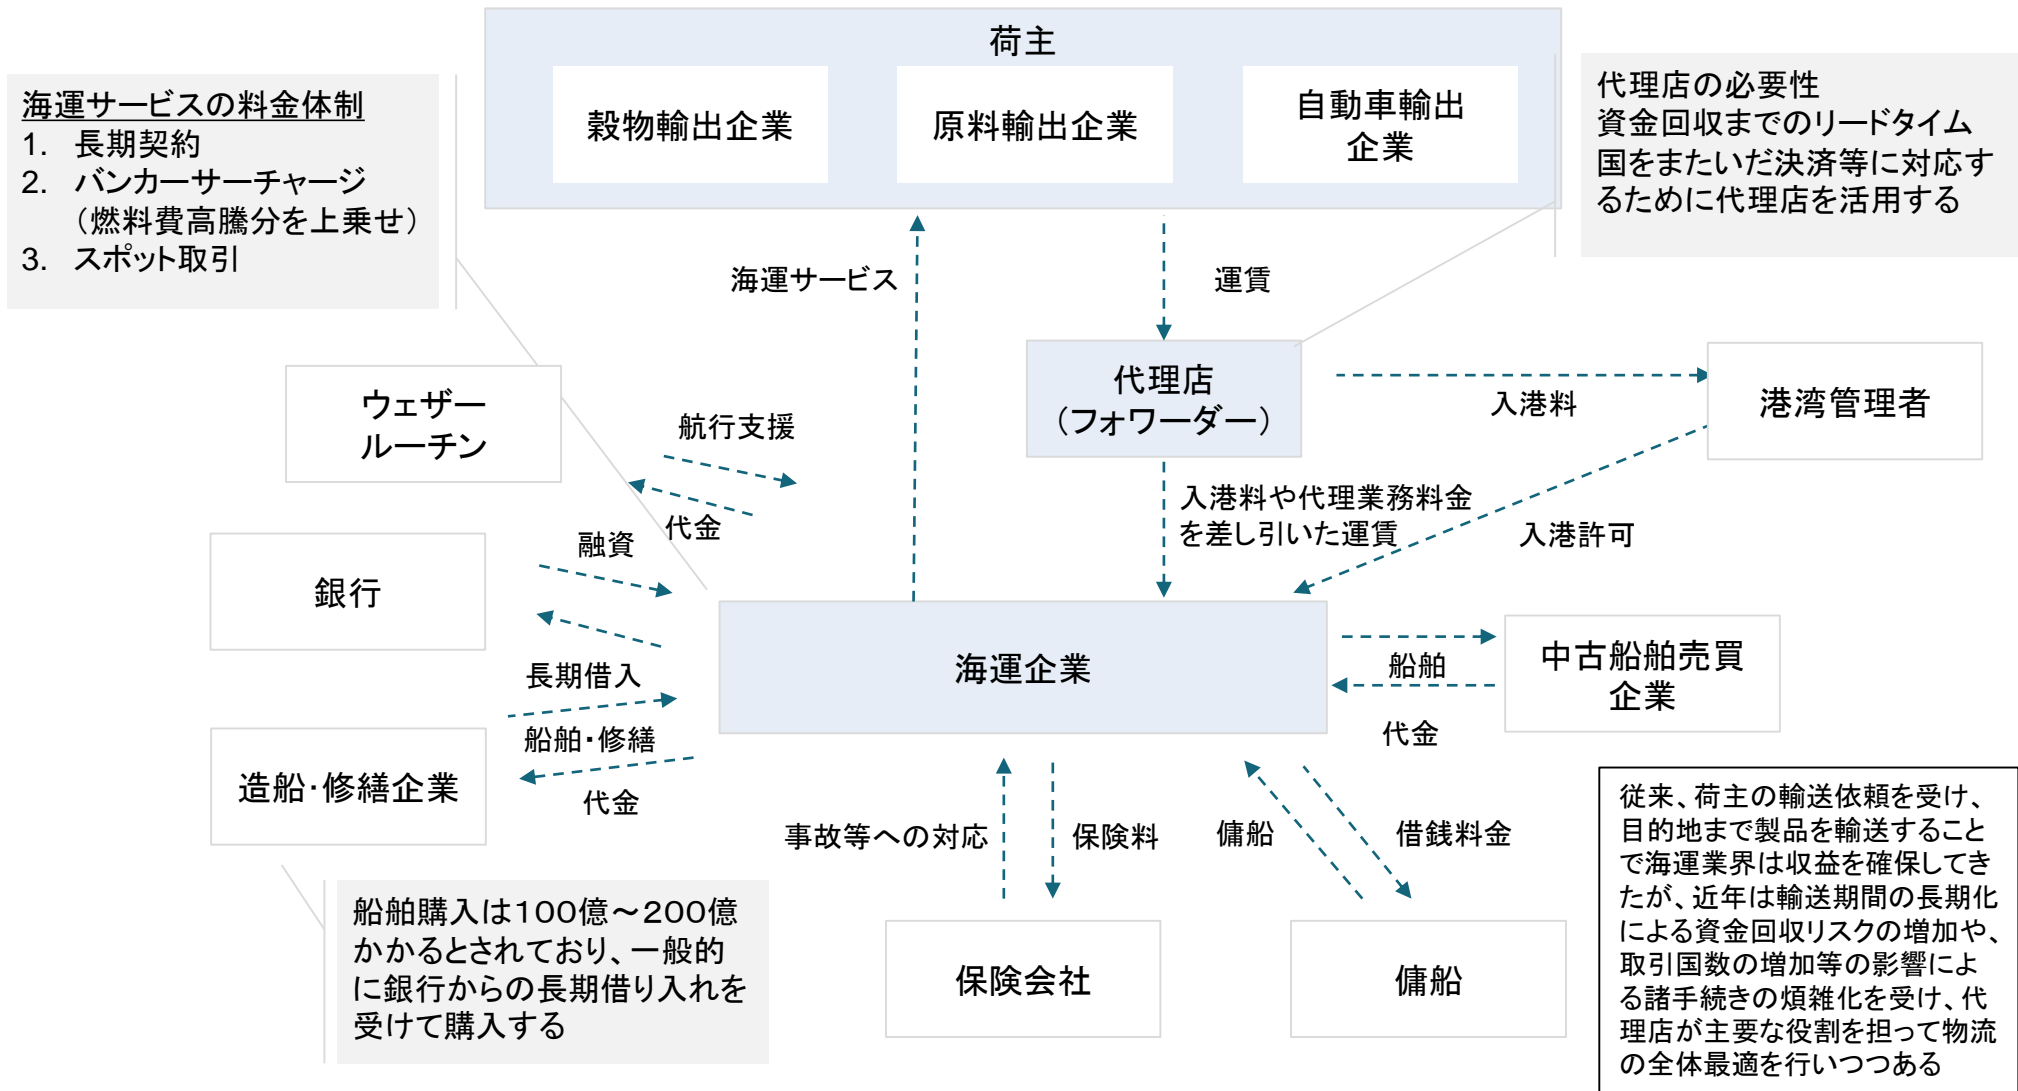 荷主
穀物輸出企業
原料輸出企業
自動車輸出
企業
海運サービスの料金体制
1. 長期契約
2. バンカーサーチャージ
（燃料費高騰分を上乗せ）
3. スポット取引
代理店の必要性
資金回収までのリードタイム
国をまたいだ決済等に対応す
るために代理店を活用する
海運サービス
運賃
代理店
（フォワーダー）
入港料
港湾管理者
ウェザー
ルーチン
航行支援
代金
入港料や代理業務料金
を差し引いた運賃
入港許可
銀行
融資
長期借入
海運企業
船舶
代金
中古船舶売買
企業
造船・修繕企業
船舶・修繕
代金
事故等への対応
保険料
傭船
借銭料金
保険会社
傭船
船舶購入は１００億～２００億
かかるとされており、一般的
に銀行からの長期借り入れを
受けて購入する
従来、荷主の輸送依頼を受け、
目的地まで製品を輸送すること
で海運業界は収益を確保してき
たが、近年は輸送期間の長期化
による資金回収リスクの増加や、
取引国数の増加等の影響によ
る諸手続きの煩雑化を受け、代
理店が主要な役割を担って物流
の全体最適を行いつつある